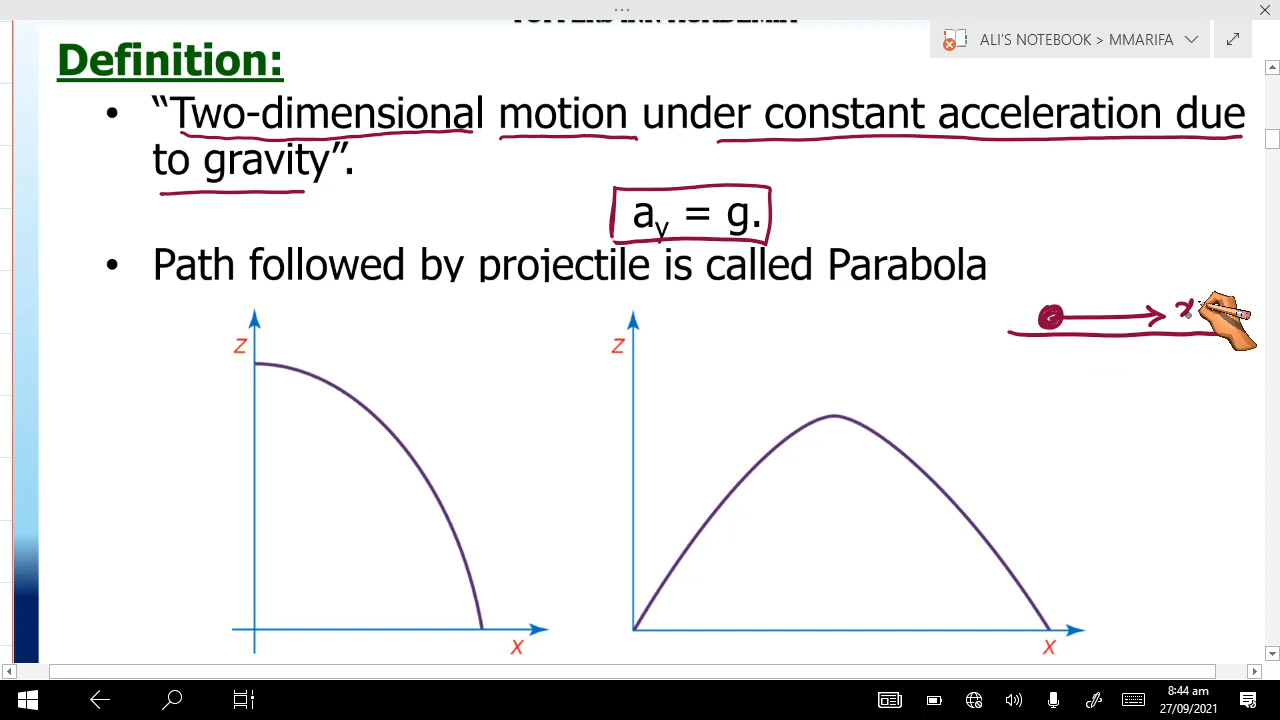 ALI'S NOTEBOOK > MMARIFA
Definition:
• “Two-dimensional motion under constant acceleration due
to gravity”.
ay = g.
• Path followed by projectile is called Parabola
x
z
z
x
x
8:44 am
27/09/2021